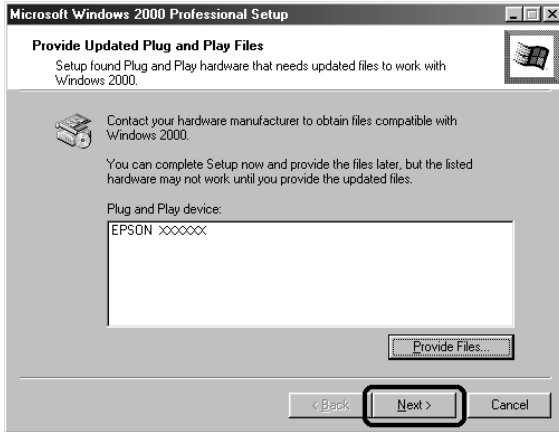 Microsoft Windows 2000 Professional Setup
Provide Updated Plug and Play Files
Setup found Plug and Play hardware that needs updated files to work with
Windows 2000.
Contact your hardware manufacturer to obtain files compatible with
Windows 2000.
You can complete Setup now and provide the files later, but the listed
hardware may not work until you provide the updated files.
Plug and Play device:
EPSON XXXXXX
Provide Files...
< Back Next > Cancel